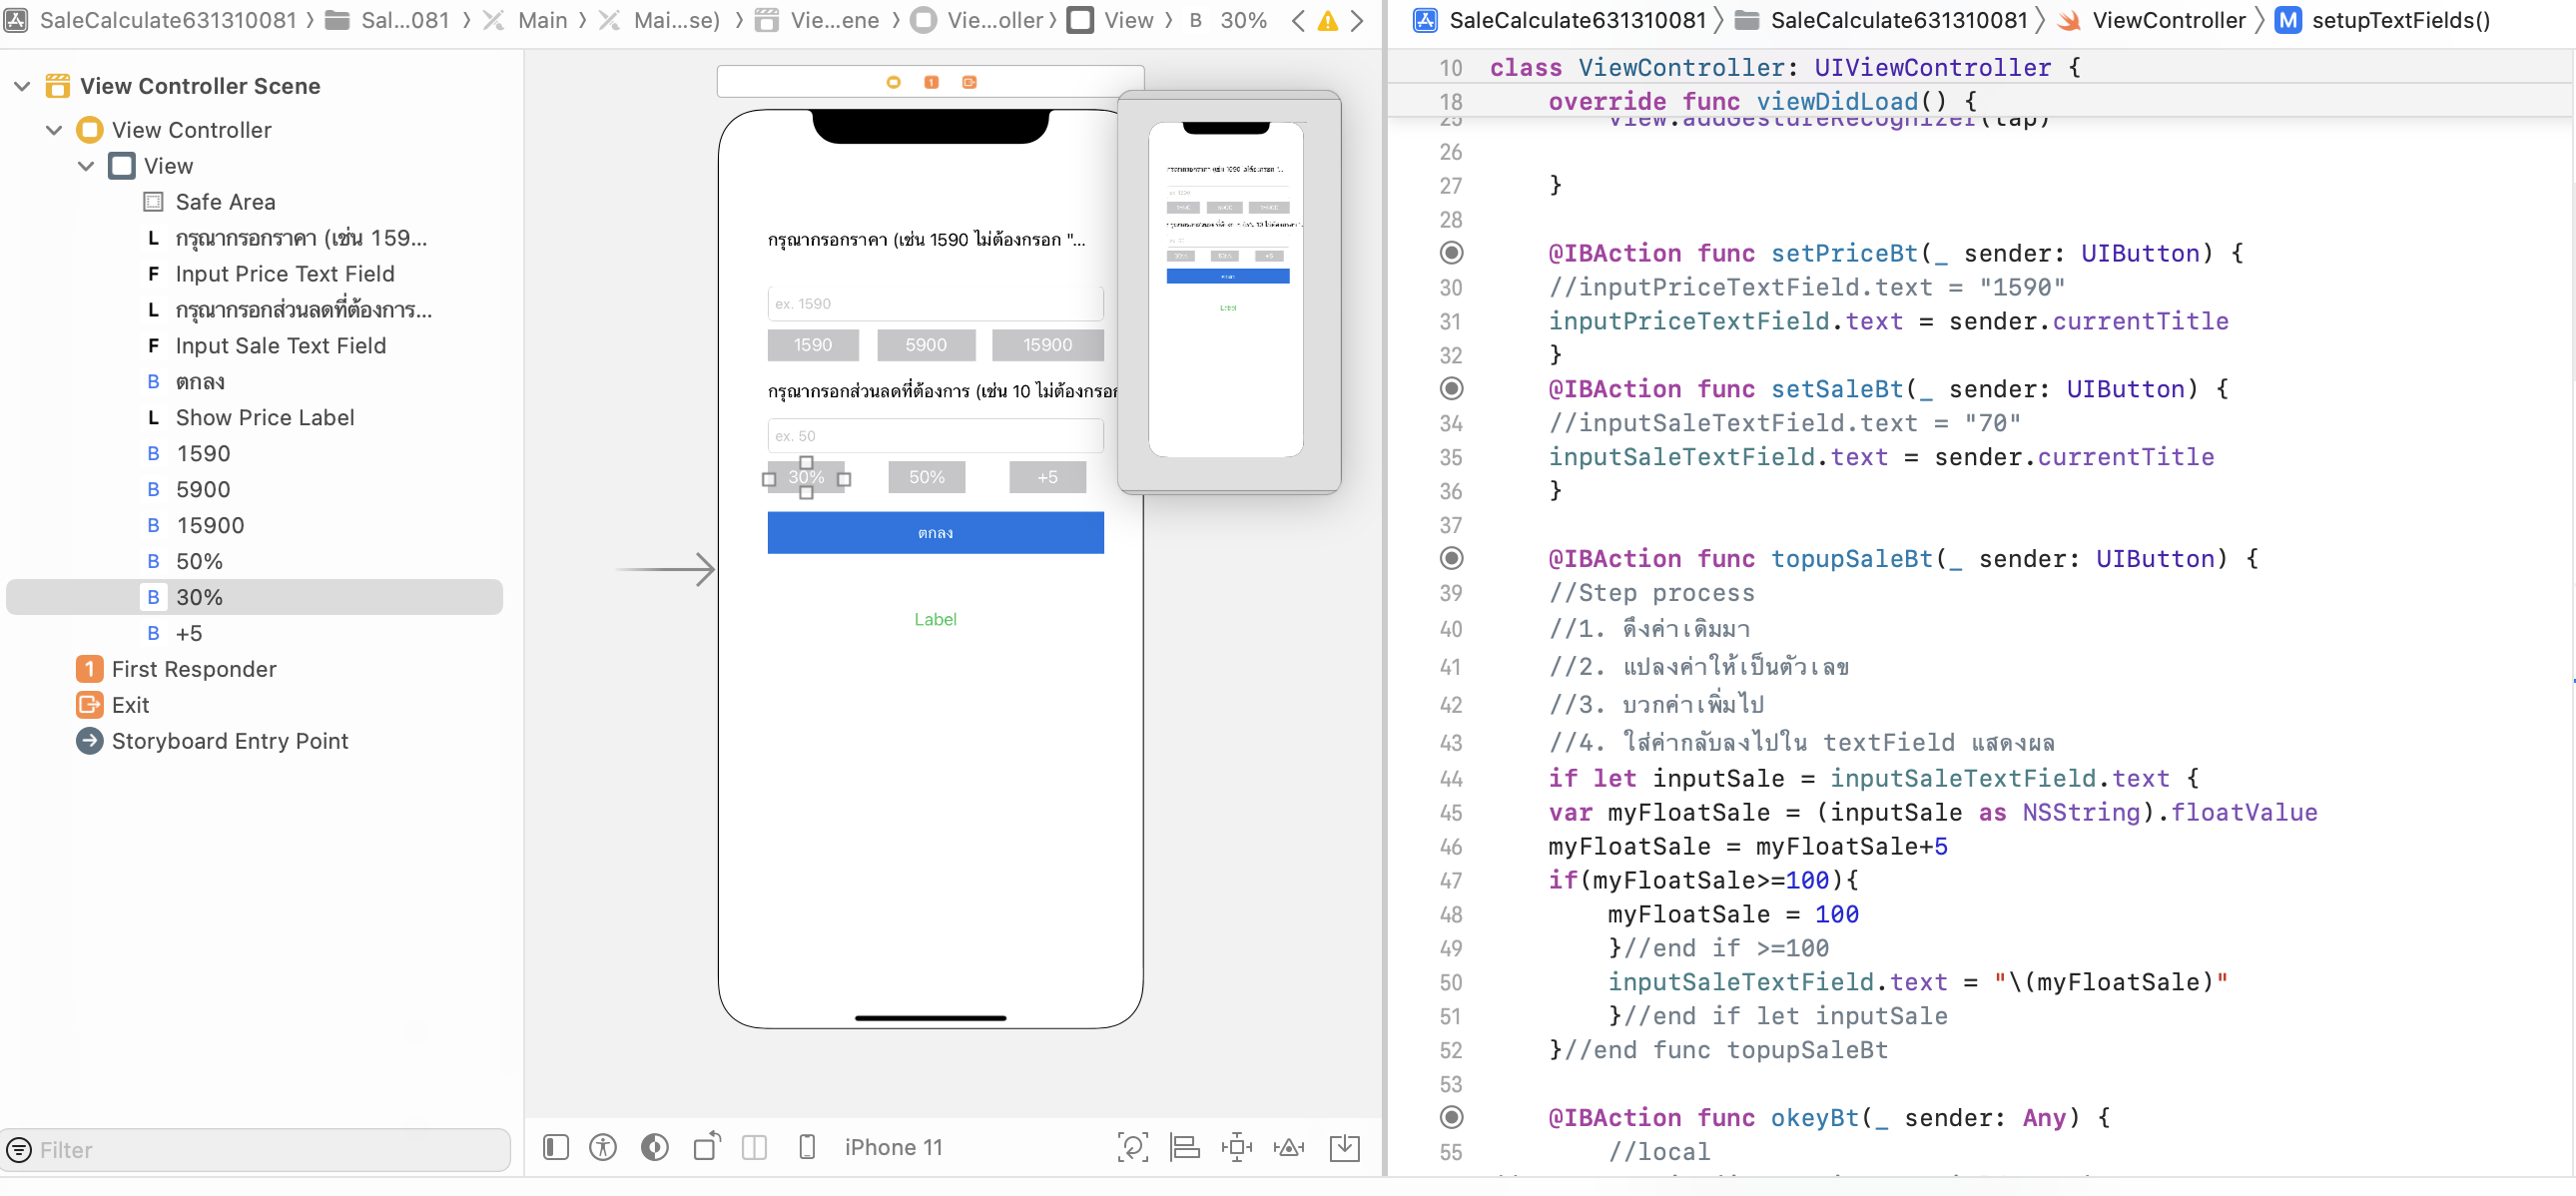 SaleCalculate631310081 〉 Sal...081 〉 Main 〉 Mai...se) 〉 Vie...ene 〉 Vie...oller 〉 View 〉 B 30%
View Controller Scene
View Controller
View
Safe Area
L กรุณากรอกราคา (เช่น 159...
F Input Price Text Field
L กรุณากรอกส่วนลดที่ต้องการ...
F Input Sale Text Field
B ตกลง
L Show Price Label
B 1590
B 5900
B 15900
B 50%
B 30%
B +5
1 First Responder
Exit
Storyboard Entry Point
Filter
กรุณากรอกราคา (เช่น 1590 ไม่ต้องกรอก "...
ex. 1590
1590 5900 15900
กรุณากรอกส่วนลดที่ต้องการ (เช่น 10 ไม่ต้องกรอก
ex. 50
30% 50% +5
ตกลง
Label
Label
iPhone 11
SaleCalculate631310081 〉 SaleCalculate631310081 〉 ViewController 〉 M setupTextFields()
10 class ViewController: UIViewController {
18 override func viewDidLoad() {
25 view.addGestureRecognizer(tap)
26
27 }
28
@IBAction func setPriceBt(_ sender: UIButton) {
30 //inputPriceTextField.text = "1590"
31 inputPriceTextField.text = sender.currentTitle
32 }
@IBAction func setSaleBt(_ sender: UIButton) {
34 //inputSaleTextField.text = "70"
35 inputSaleTextField.text = sender.currentTitle
36 }
37
@IBAction func topupSaleBt(_ sender: UIButton) {
39 //Step process
40 //1. ดึงค่าเดิมมา
41 //2. แปลงค่าให้เป็นตัวเลข
42 //3. บวกค่าเพิ่มไป
43 //4. ใส่ค่ากลับลงไปใน textField แสดงผล
44 if let inputSale = inputSaleTextField.text {
45 var myFloatSale = (inputSale as NSString).floatValue
46 myFloatSale = myFloatSale+5
47 if(myFloatSale>=100){
48 myFloatSale = 100
49 }//end if >=100
50 inputSaleTextField.text = "\(myFloatSale)"
51 }//end if let inputSale
52 }//end func topupSaleBt
53
@IBAction func okeyBt(_ sender: Any) {
55 //local